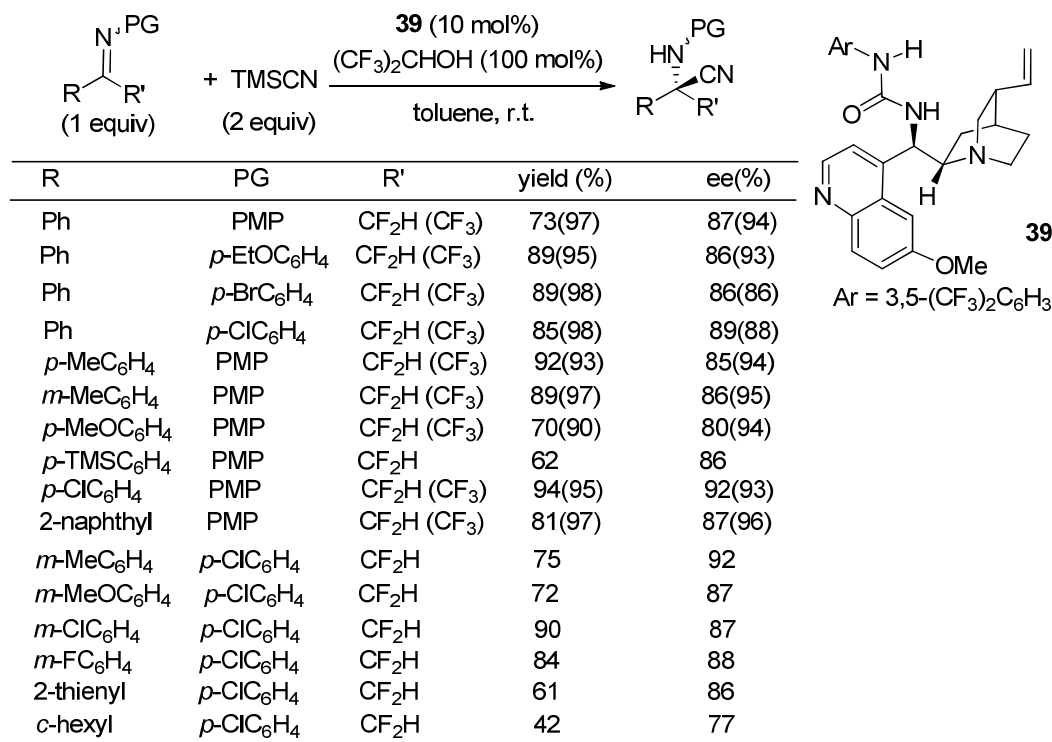 N PG
R R'
(1 equiv)
+ TMSCN
(2 equiv)
39 (10 mol%)
(CF₃)₂CHOH (100 mol%)
toluene, r.t.
HN PG
CN
R R'
R PG R' yield (%) ee(%)
Ph PMP CF₂H (CF₃) 73(97) 87(94)
Ph p-EtOC₆H₄ CF₂H (CF₃) 89(95) 86(93)
Ph p-BrC₆H₄ CF₂H (CF₃) 89(98) 86(86)
Ph p-ClC₆H₄ CF₂H (CF₃) 85(98) 89(88)
p-MeC₆H₄ PMP CF₂H (CF₃) 92(93) 85(94)
m-MeC₆H₄ PMP CF₂H (CF₃) 89(97) 86(95)
p-MeOC₆H₄ PMP CF₂H (CF₃) 70(90) 80(94)
p-TMSC₆H₄ PMP CF₂H 62 86
p-ClC₆H₄ PMP CF₂H (CF₃) 94(95) 92(93)
2-naphthyl PMP CF₂H (CF₃) 81(97) 87(96)
m-MeC₆H₄ p-ClC₆H₄ CF₂H 75 92
m-MeOC₆H₄ p-ClC₆H₄ CF₂H 72 87
m-ClC₆H₄ p-ClC₆H₄ CF₂H 90 87
m-FC₆H₄ p-ClC₆H₄ CF₂H 84 88
2-thienyl p-ClC₆H₄ CF₂H 61 86
c-hexyl p-ClC₆H₄ CF₂H 42 77
Ar N H
O NH
N
N H
39
OMe
Ar = 3,5-(CF₃)₂C₆H₃